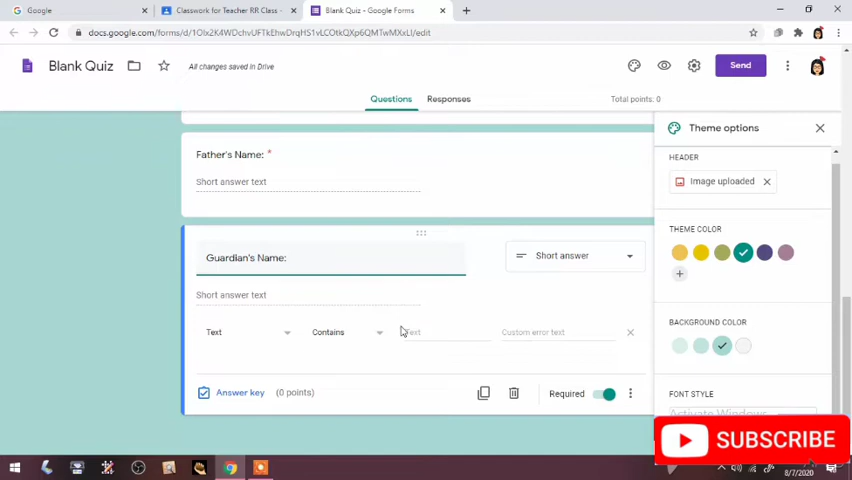 Google
Classwork for Teacher RR Class
Blank Quiz - Google Forms
docs.google.com/forms/d/1OIx2K4WDchvUFTkEhwDrqHS1vLCOtkQXp6QMTwMXxLI/edit
Blank Quiz
All changes saved in Drive
Send
Questions
Responses
Total points: 0
Theme options
HEADER
Image uploaded
Father's Name: *
Short answer text
THEME COLOR
Guardian's Name:
Short answer
Short answer text
BACKGROUND COLOR
Text
Contains
Text
Custom error text
Answer key
(0 points)
Required
FONT STYLE
Activate Windows
SUBSCRIBE
8/7/2020